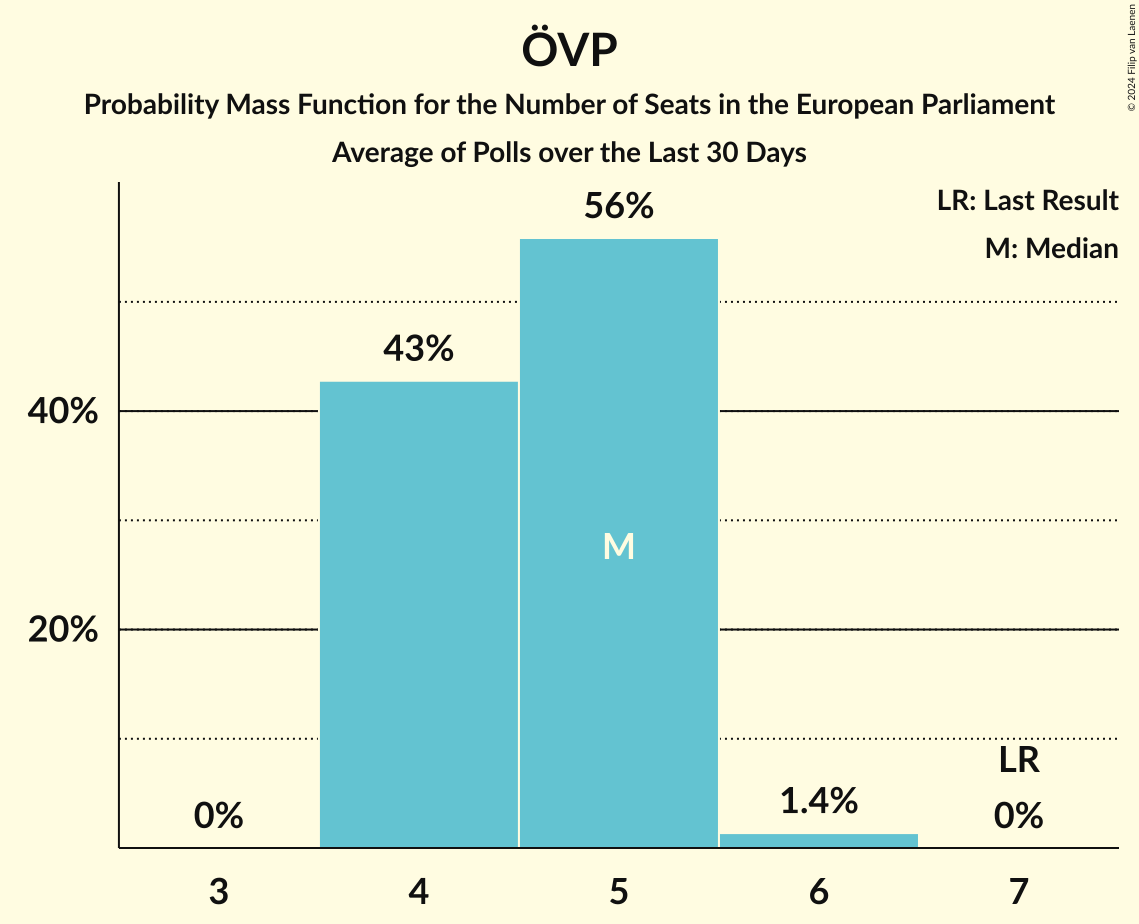 ÖVP
Probability Mass Function for the Number of Seats in the European Parliament
Average of Polls over the Last 30 Days
© 2024 Filip van Laenen
LR: Last Result
M: Median
56%
43%
40%
M
20%
LR
1.4%
0%
0%
3
4
5
6
7